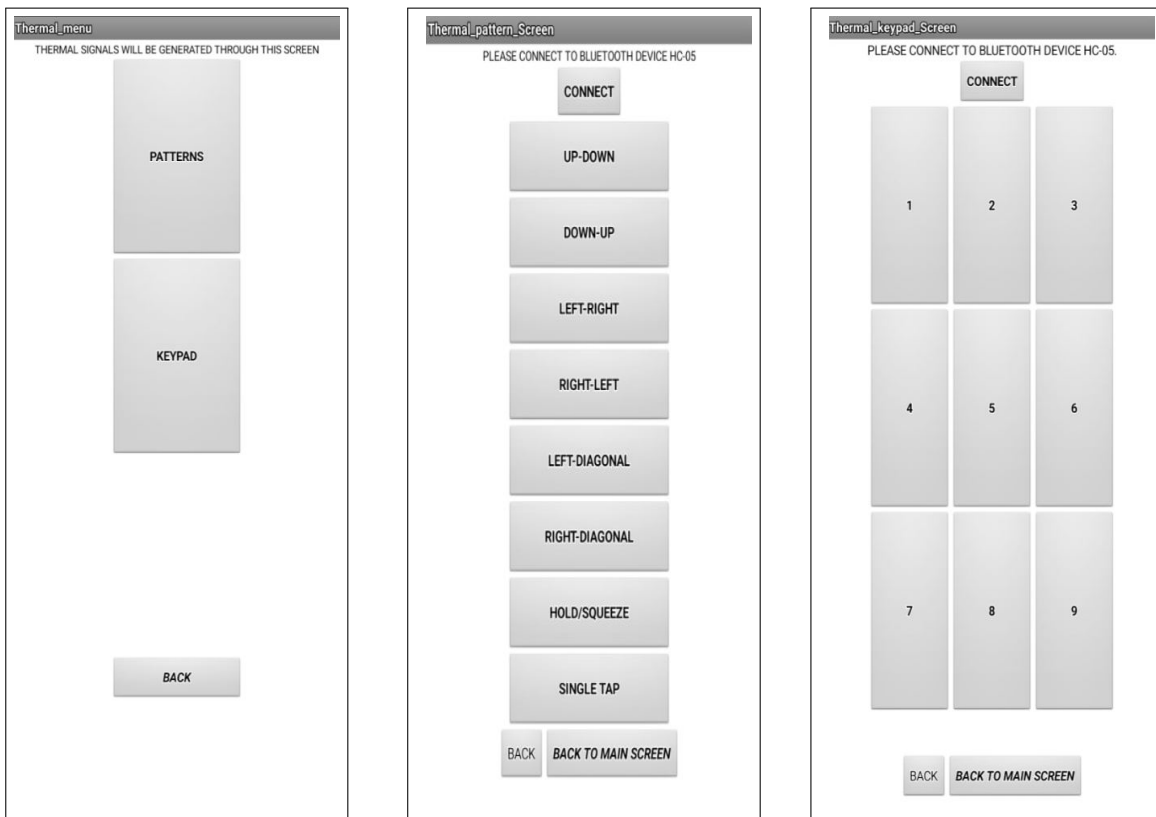 Thermal_menu
THERMAL SIGNALS WILL BE GENERATED THROUGH THIS SCREEN
PATTERNS
KEYPAD
BACK
Thermal_pattern_Screen
PLEASE CONNECT TO BLUETOOTH DEVICE HC-05
CONNECT
UP-DOWN
DOWN-UP
LEFT-RIGHT
RIGHT-LEFT
LEFT-DIAGONAL
RIGHT-DIAGONAL
HOLD/SQUEEZE
SINGLE TAP
BACK BACK TO MAIN SCREEN
Thermal_keypad_Screen
PLEASE CONNECT TO BLUETOOTH DEVICE HC-05.
CONNECT
1 2 3
4 5 6
7 8 9
BACK BACK TO MAIN SCREEN